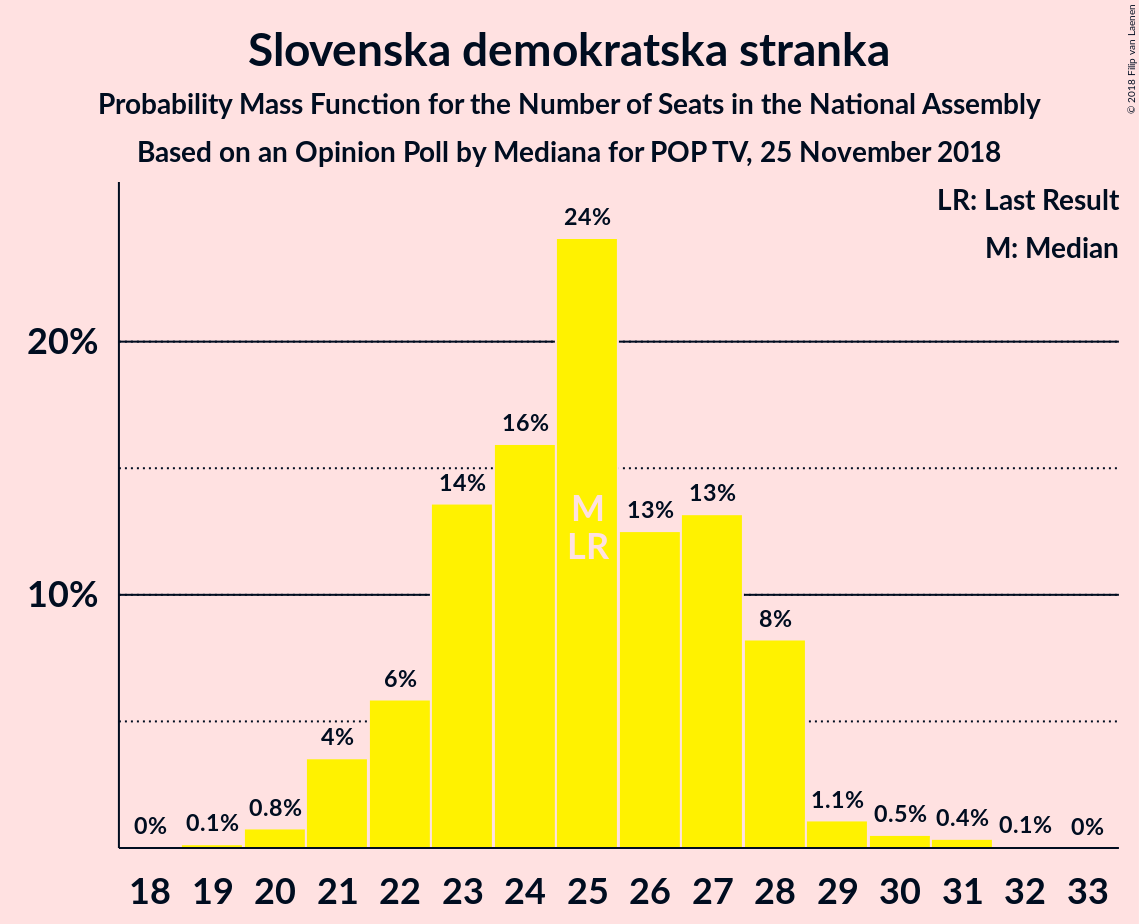 Slovenska demokratska stranka
Probability Mass Function for the Number of Seats in the National Assembly
Based on an Opinion Poll by Mediana for POP TV, 25 November 2018
© 2018 Filip van Laenen
LR: Last Result
M: Median
20%
10%
0%
0.1%
0.8%
4%
6%
14%
16%
24%
13%
13%
8%
1.1%
0.5%
0.4%
0.1%
0%
M
LR
18 19 20 21 22 23 24 25 26 27 28 29 30 31 32 33